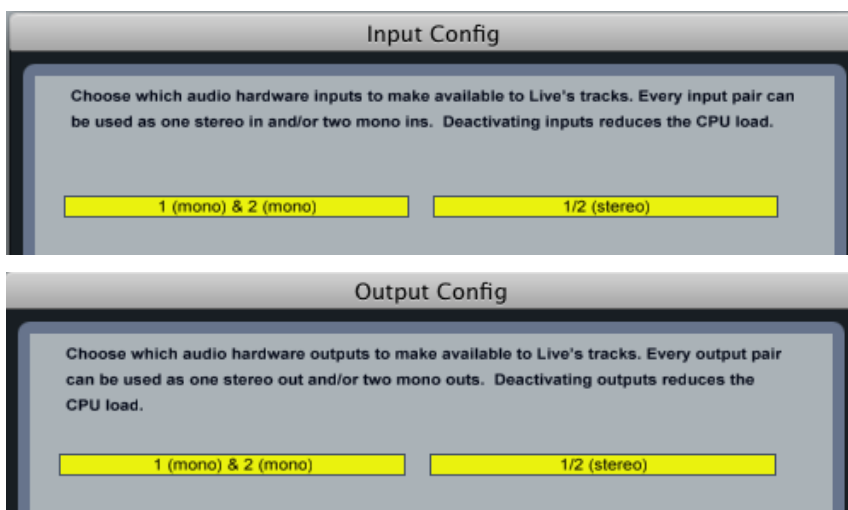 Input Config
Choose which audio hardware inputs to make available to Live's tracks. Every input pair can
be used as one stereo in and/or two mono ins.  Deactivating inputs reduces the CPU load.
1 (mono) & 2 (mono)
1/2 (stereo)
Output Config
Choose which audio hardware outputs to make available to Live's tracks. Every output pair
can be used as one stereo out and/or two mono outs.  Deactivating outputs reduces the
CPU load.
1 (mono) & 2 (mono)
1/2 (stereo)